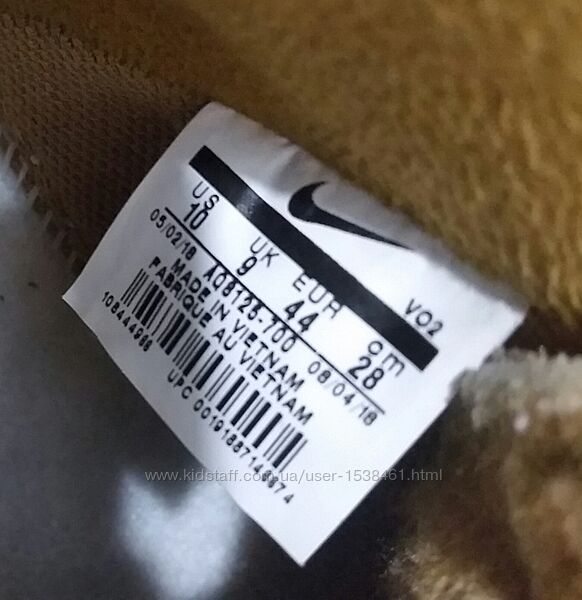 US UK EUR cm
10 9 44 28
05/02/18 AO8125-700 08/04/18
MADE IN VIETNAM
FABRIQUE AU VIETNAM
108444966
UPC
VO2
www.kidstaff.com.ua/user-1538461.html